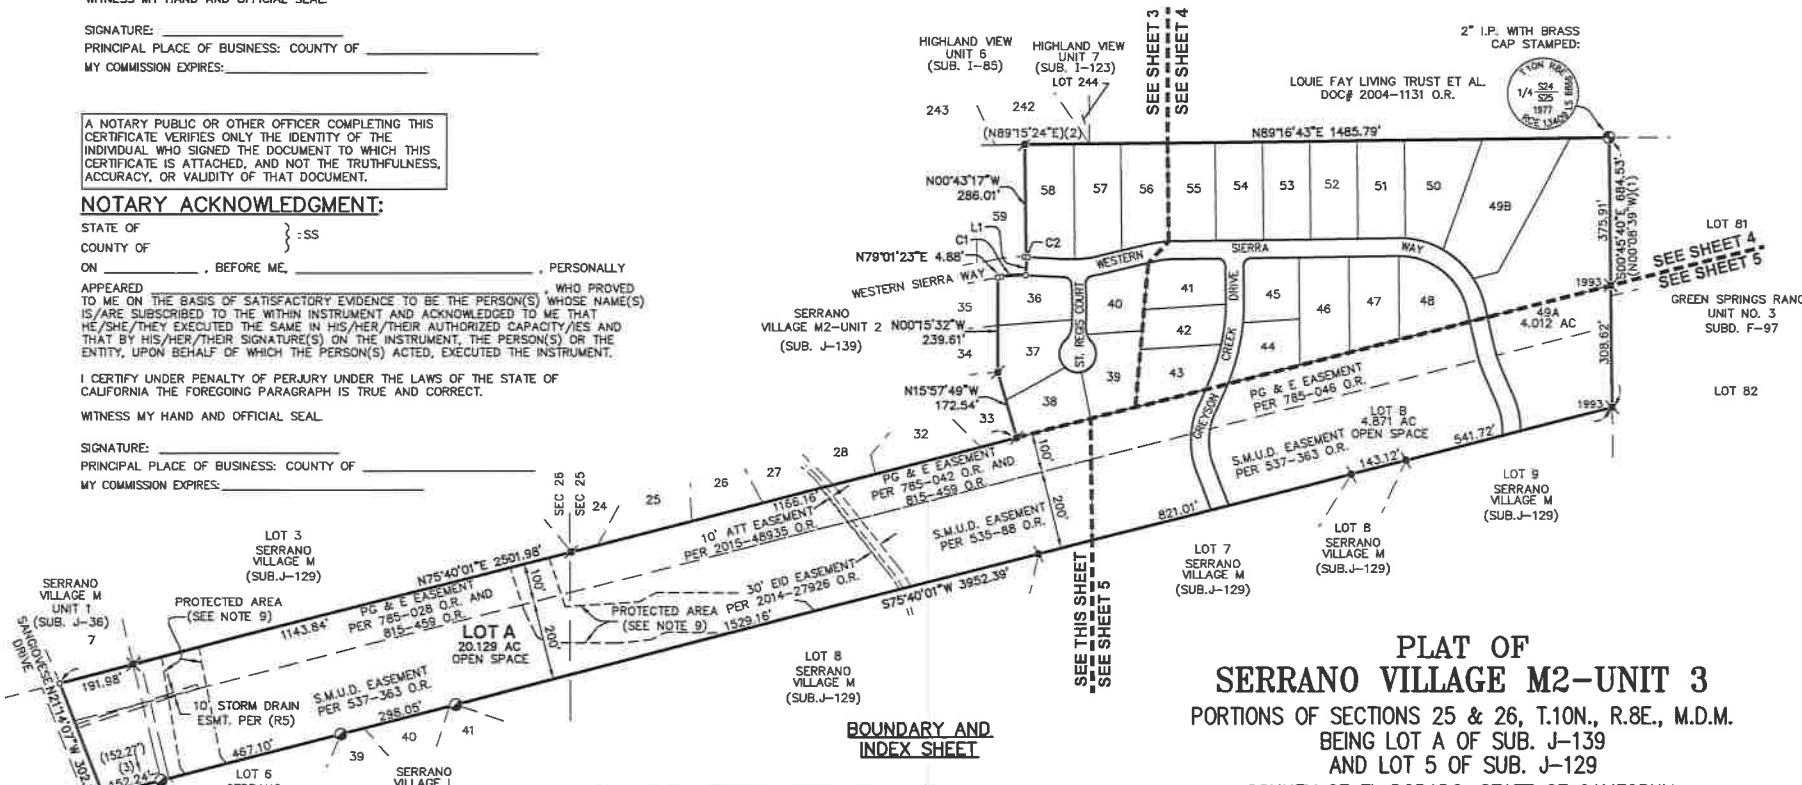 WITNESS MY HAND AND OFFICIAL SEAL
SIGNATURE:
PRINCIPAL PLACE OF BUSINESS: COUNTY OF
MY COMMISSION EXPIRES:
A NOTARY PUBLIC OR OTHER OFFICER COMPLETING THIS
CERTIFICATE VERIFIES ONLY THE IDENTITY OF THE
INDIVIDUAL WHO SIGNED THE DOCUMENT TO WHICH THIS
CERTIFICATE IS ATTACHED, AND NOT THE TRUTHFULNESS,
ACCURACY, OR VALIDITY OF THAT DOCUMENT.
NOTARY ACKNOWLEDGMENT:
STATE OF
COUNTY OF
} :SS
ON , BEFORE ME, , PERSONALLY
APPEARED , WHO PROVED
TO ME ON THE BASIS OF SATISFACTORY EVIDENCE TO BE THE PERSON(S) WHOSE NAME(S)
IS/ARE SUBSCRIBED TO THE WITHIN INSTRUMENT AND ACKNOWLEDGED TO ME THAT
HE/SHE/THEY EXECUTED THE SAME IN HIS/HER/THEIR AUTHORIZED CAPACITY/IES AND
THAT BY HIS/HER/THEIR SIGNATURE(S) ON THE INSTRUMENT, THE PERSON(S) OR THE
ENTITY, UPON BEHALF OF WHICH THE PERSON(S) ACTED, EXECUTED THE INSTRUMENT.
I CERTIFY UNDER PENALTY OF PERJURY UNDER THE LAWS OF THE STATE OF
CALIFORNIA THE FOREGOING PARAGRAPH IS TRUE AND CORRECT.
WITNESS MY HAND AND OFFICIAL SEAL
SIGNATURE:
PRINCIPAL PLACE OF BUSINESS: COUNTY OF
MY COMMISSION EXPIRES:
HIGHLAND VIEW
UNIT 6
(SUB. I-85)
HIGHLAND VIEW
UNIT 7
(SUB. I-123)
LOT 244
243
242
(N89°15'24"E)(2)
SEE SHEET 3
SEE SHEET 4
2" I.P. WITH BRASS
CAP STAMPED:
LOUIE FAY LIVING TRUST ET AL
DOC# 2004-1131 O.R.
T10N R8E
1/4 S24
S25
1977
RCE 13409
N89°16'43"E 1485.79'
N00°43'17"W
286.01'
59
L1
C1
C2
N79°01'23"E 4.88'
WESTERN SIERRA WAY
58
57
56
55
54
53
52
51
50
49B
375.91'
S00°45'40"E 684.53'
(N00°08'39"W)(1)
LOT 81
SEE SHEET 4
SEE SHEET 5
1993
GREEN SPRINGS RANC
UNIT NO. 3
SUBD. F-97
LOT 82
WESTERN SIERRA WAY
35
34
SERRANO
VILLAGE M2-UNIT 2
(SUB. J-139)
N00°15'32"W
239.61'
N15°57'49"W
172.54'
33
36
37
38
ST. REGIS COURT
39
40
41
42
43
GREYSON CREEK DRIVE
44
45
46
47
48
49A
4.012 AC
308.62'
1993
PG & E EASEMENT
PER 785-046 O.R.
LOT B
4.871 AC
OPEN SPACE
S.M.U.D. EASEMENT
PER 537-363 O.R.
143.12'
541.72'
LOT 9
SERRANO
VILLAGE M
(SUB.J-129)
LOT 8
SERRANO
VILLAGE M
(SUB.J-129)
821.01'
LOT 7
SERRANO
VILLAGE M
(SUB.J-129)
SEE THIS SHEET
SEE SHEET 5
SEC 26
SEC 25
24
25
26
27
28
32
1166.16'
PG & E EASEMENT
PER 785-042 O.R. AND
815-459 O.R.
100'
200'
10' ATT EASEMENT
PER 2015-48935 O.R.
S.M.U.D. EASEMENT
PER 535-88 O.R.
30' EID EASEMENT
PER 2014-27926 O.R.
PROTECTED AREA
(SEE NOTE 9)
1529.16'
S75°40'01"W 3952.39'
LOT 8
SERRANO
VILLAGE M
(SUB.J-129)
LOT 3
SERRANO
VILLAGE M
(SUB.J-129)
N75°40'01"E 2501.98'
100'
200'
SERRANO
VILLAGE M
UNIT 1
(SUB. J-36)
7
PROTECTED AREA
(SEE NOTE 9)
1143.84'
PG & E EASEMENT
PER 785-028 O.R. AND
815-459 O.R.
LOT A
20.129 AC
OPEN SPACE
SANGIOVESE
DRIVE
N21°14'07"W 302.
191.98'
10' STORM DRAIN
ESMT. PER (R5)
S.M.U.D. EASEMENT
PER 537-363 O.R.
298.05'
467.10'
(152.27')
(3)
152.24'
39
40
41
LOT 6
SERRANO
VILLAGE
BOUNDARY AND
INDEX SHEET
PLAT OF
SERRANO VILLAGE M2-UNIT 3
PORTIONS OF SECTIONS 25 & 26, T.10N., R.8E., M.D.M.
BEING LOT A OF SUB. J-139
AND LOT 5 OF SUB. J-129